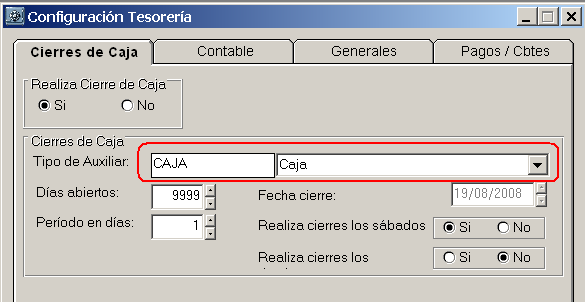 Configuración Tesorería
Cierres de Caja
Contable
Generales
Pagos / Cbtes
Realiza Cierre de Caja
Si No
Cierres de Caja
Tipo de Auxiliar: CAJA Caja
Días abiertos: 9999 Fecha cierre: 19/08/2008
Período en días: 1 Realiza cierres los sábados Si No
Realiza cierres los Si No